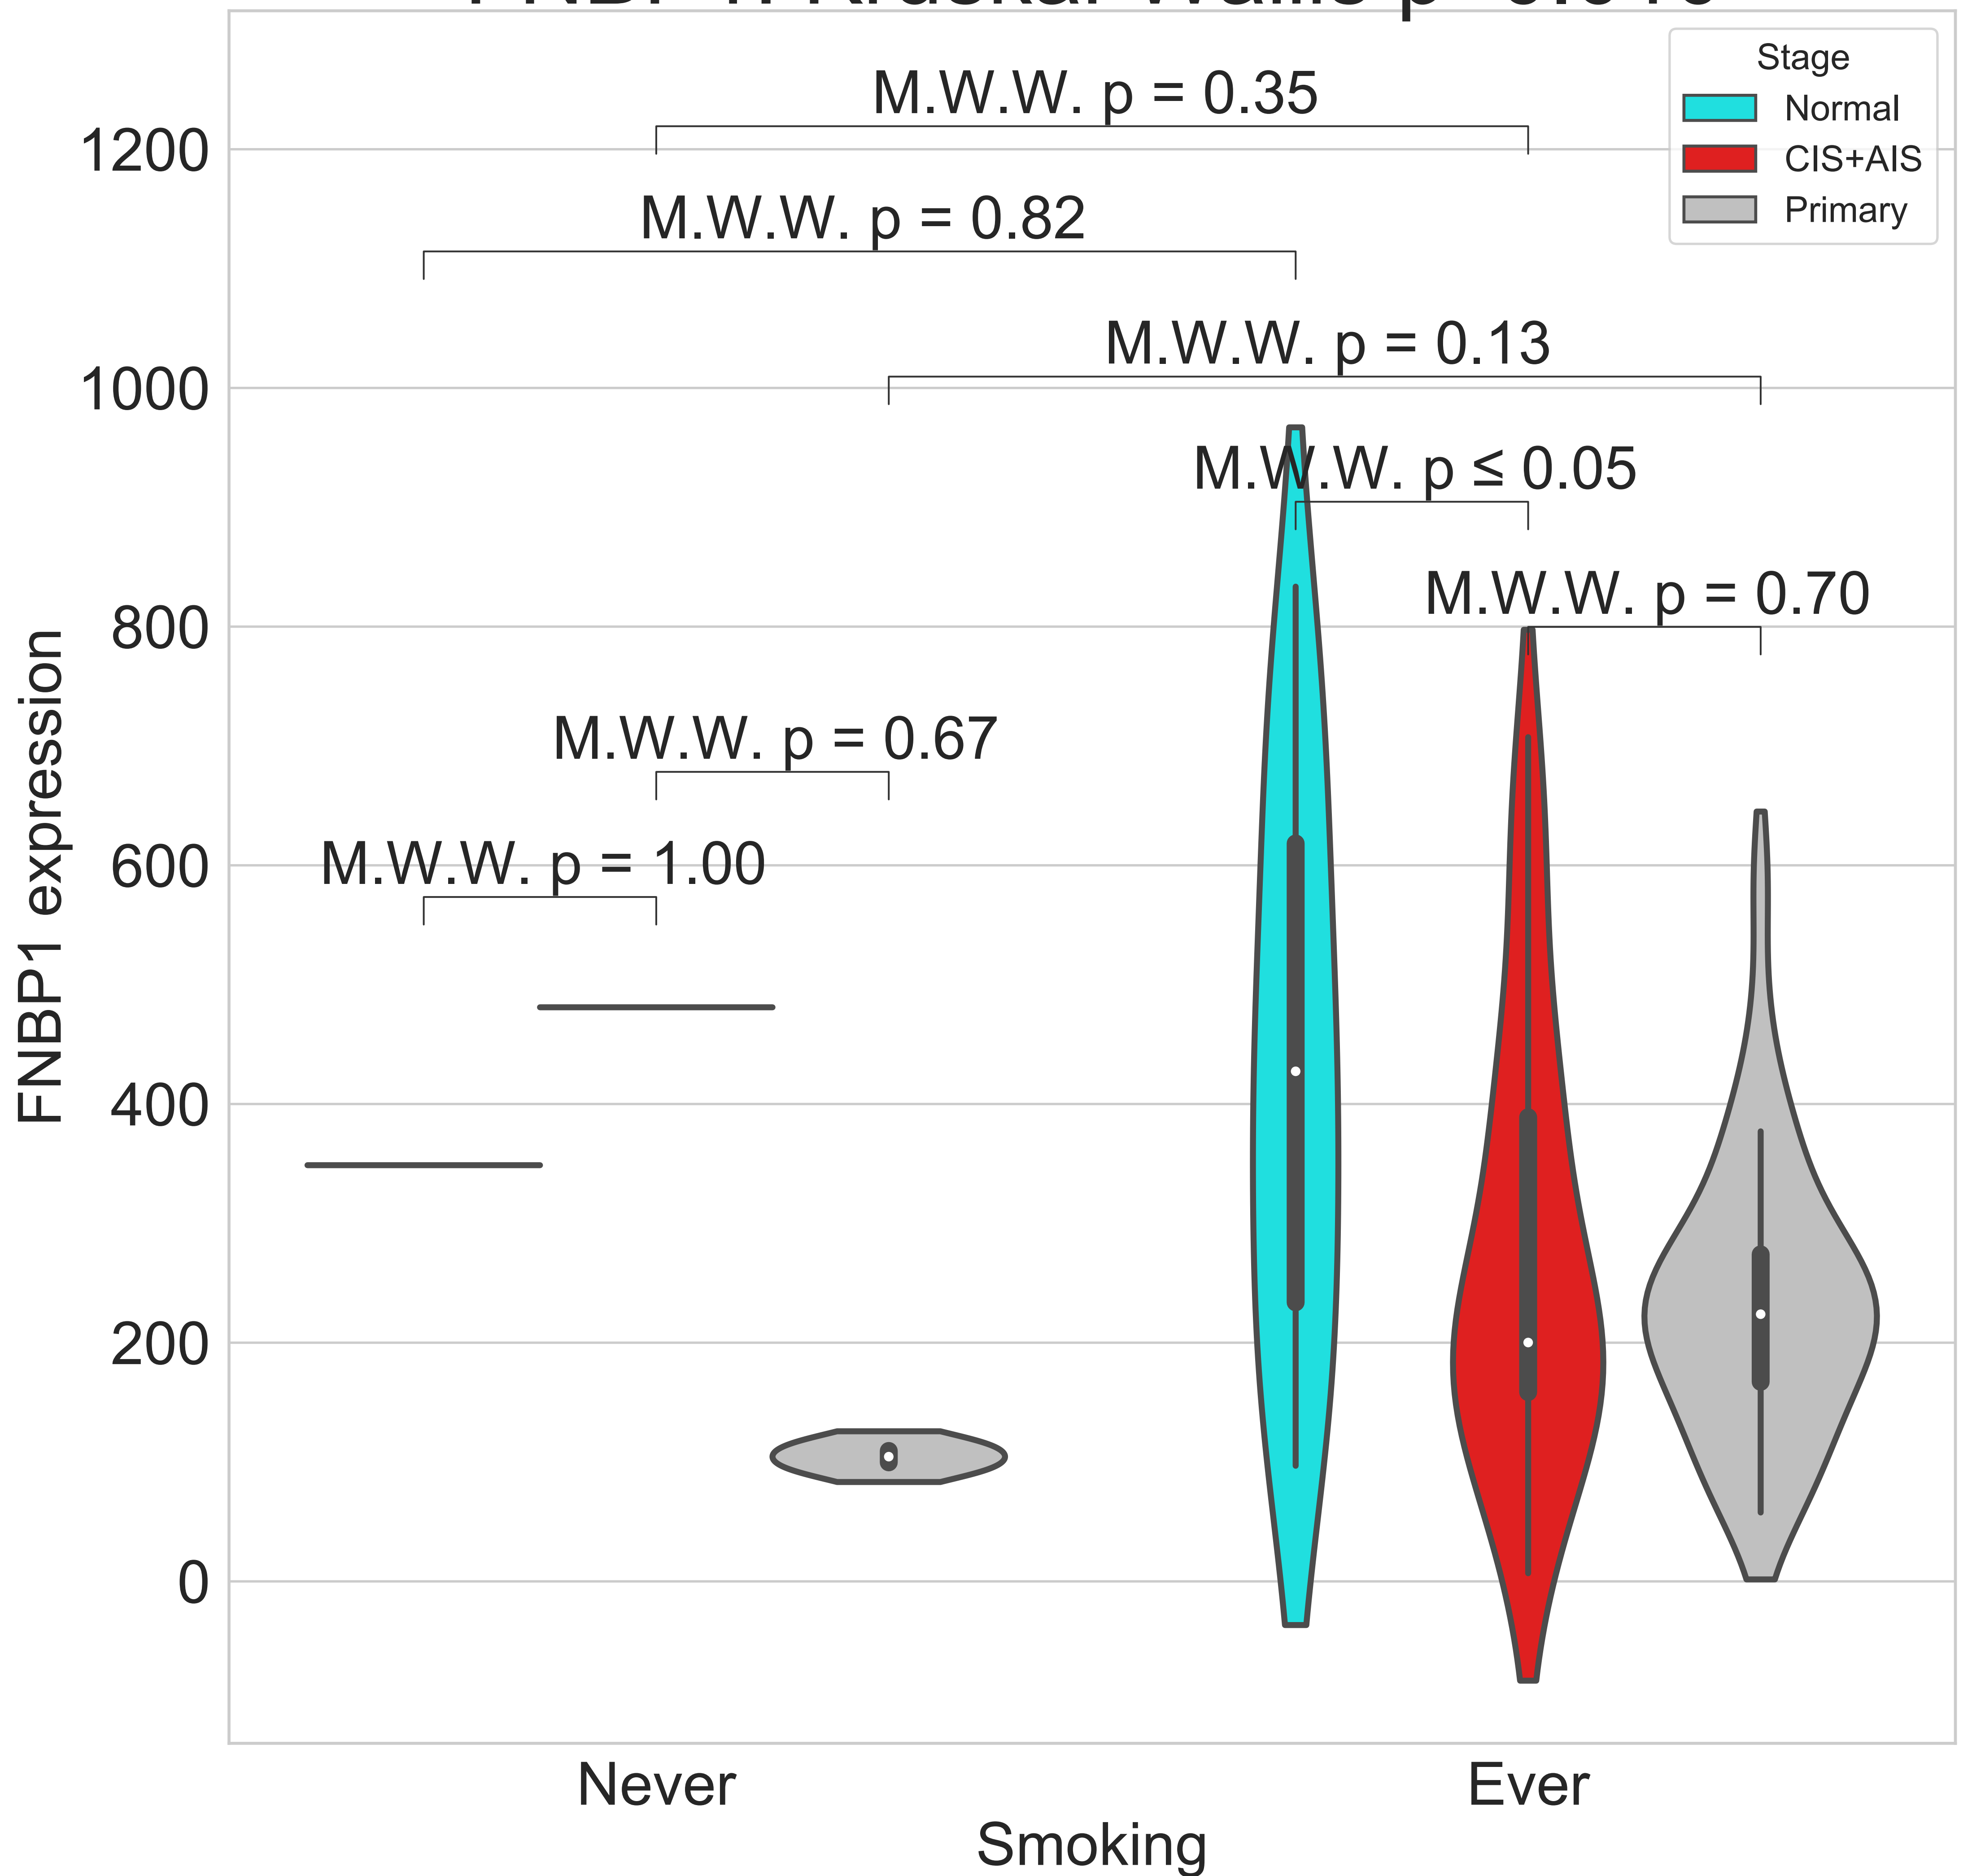 M.W.W. p = 0.35
Stage
Normal
CIS+AIS
Primary
1200
M.W.W. p = 0.82
M.W.W. p = 0.13
1000
M.W.W. p ≤ 0.05
M.W.W. p = 0.70
800
M.W.W. p = 0.67
M.W.W. p = 1.00
600
FNBP1 expression
400
200
0
Never
Ever
Smoking